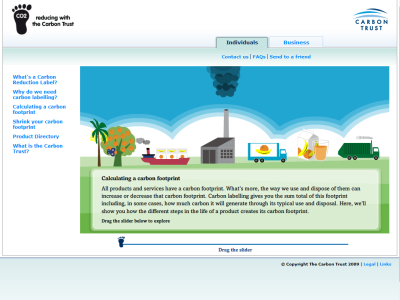 CO2
reducing with
the Carbon Trust
CARBON
TRUST
Individuals
Business
Contact us | FAQs | Send to a friend
What's a Carbon
Reduction Label?
Why do we need
carbon labelling?
Calculating a carbon
footprint
Shrink your carbon
footprint
Product Directory
What is the Carbon
Trust?
Calculating a carbon footprint
All products and services have a carbon footprint. What's more, the way we use and dispose of them can
increase or decrease that carbon footprint. Carbon labelling gives you the sum total of this footprint
including, in some cases, how much carbon it will generate through its typical use and disposal. Here, we'll
show you how the different steps in the life of a product creates its carbon footprint.
Drag the slider below to explore
Drag the slider
© Copyright The Carbon Trust 2009 | Legal | Links